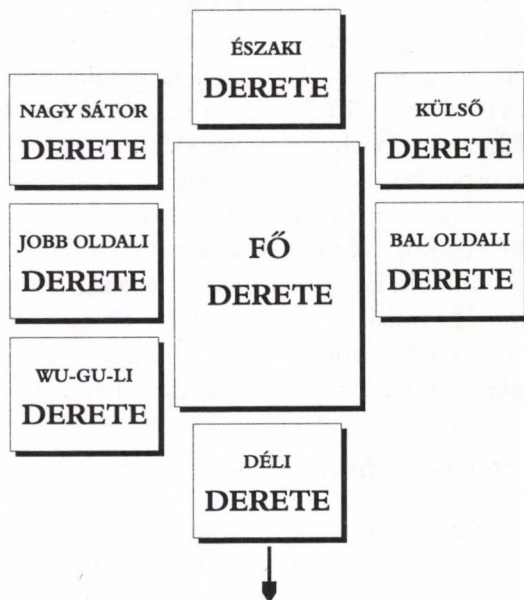 ÉSZAKI
DERETE
NAGY SÁTOR
DERETE
KÜLSŐ
DERETE
JOBB OLDALI
DERETE
FŐ
DERETE
BAL OLDALI
DERETE
WU-GU-LI
DERETE
DÉLI
DERETE